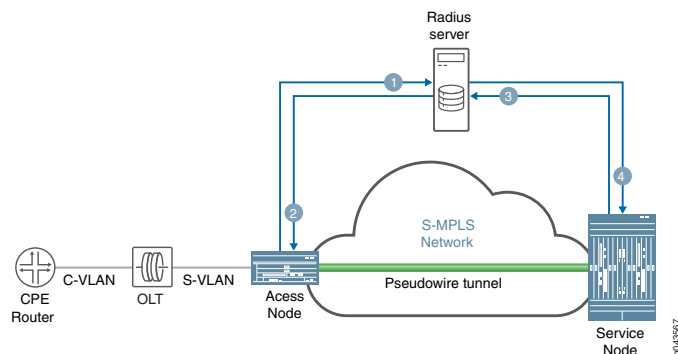 Radius
server
1
3
2
4
S-MPLS
Network
C-VLAN
S-VLAN
Pseudowire tunnel
CPE
Router
OLT
Acess
Node
Service
Node
g043567